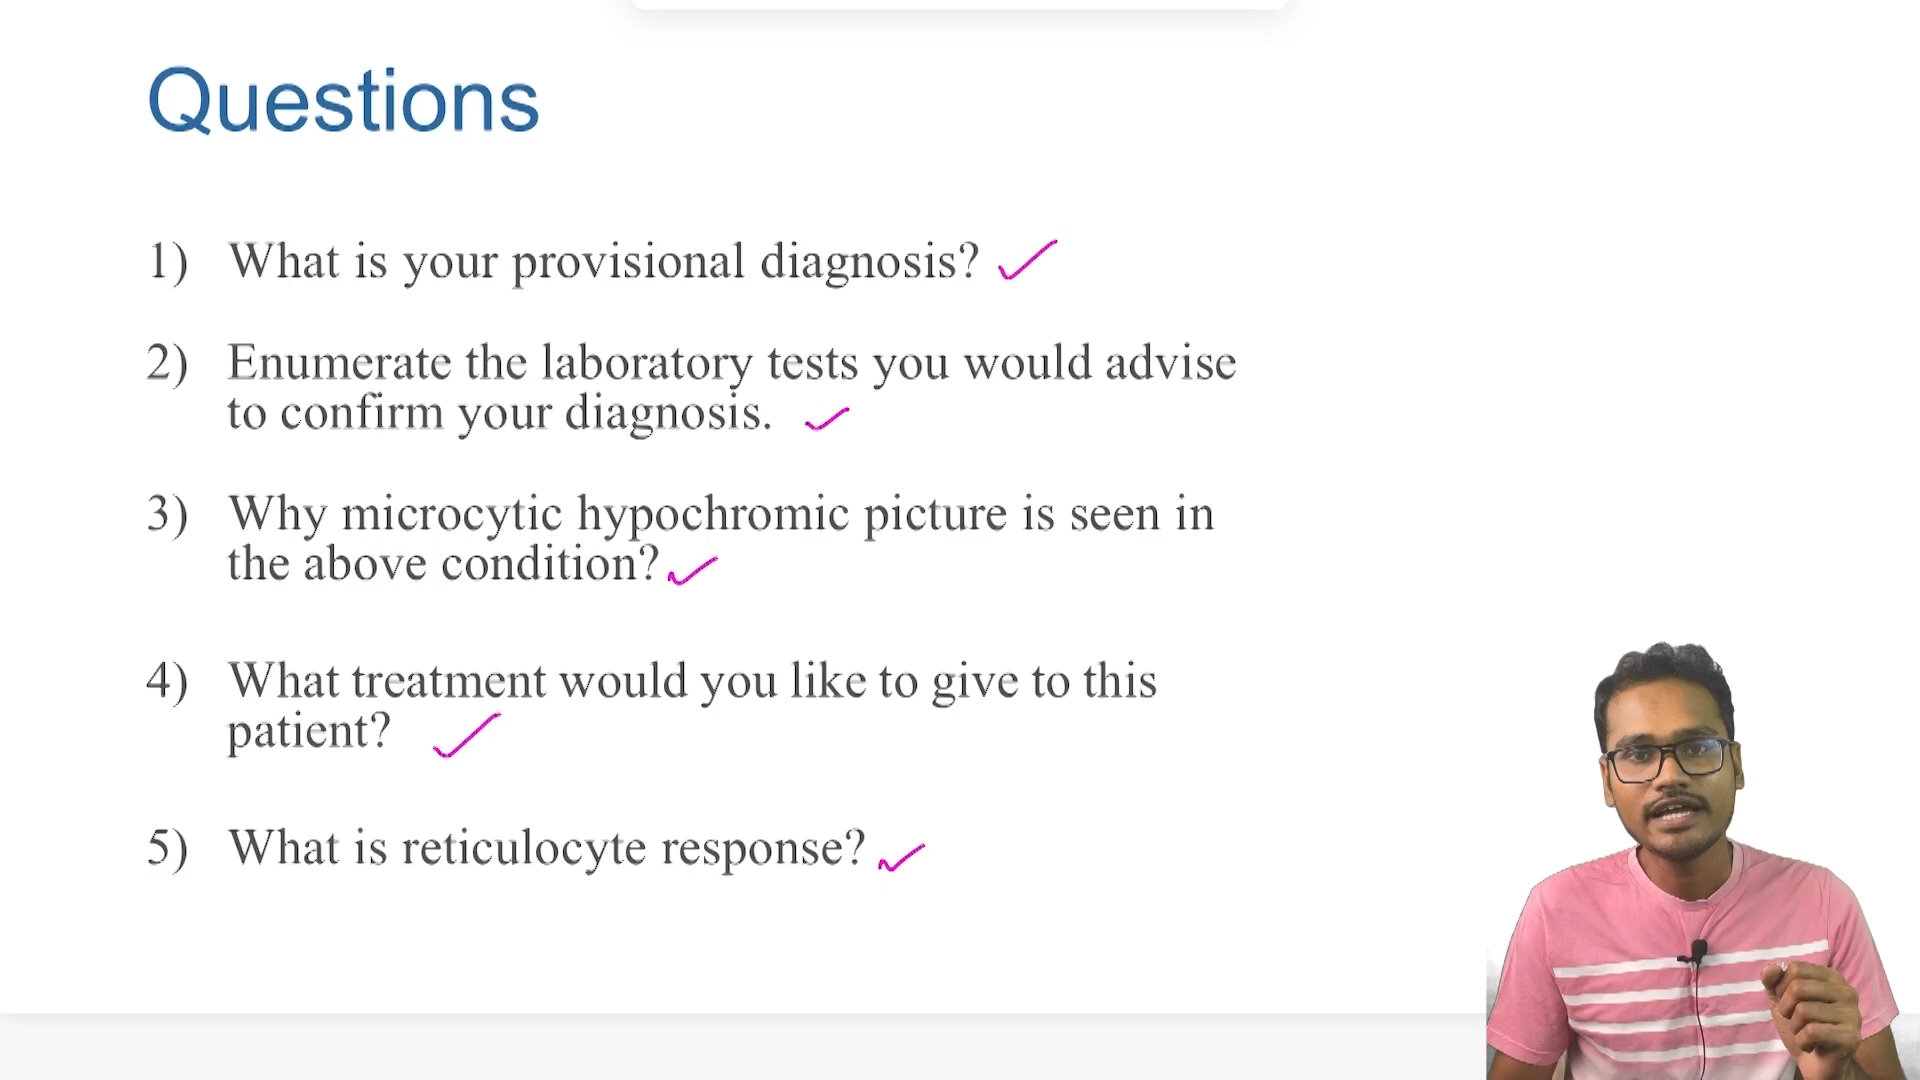 Questions
1) What is your provisional diagnosis?
2) Enumerate the laboratory tests you would advise
to confirm your diagnosis.
3) Why microcytic hypochromic picture is seen in
the above condition?
4) What treatment would you like to give to this
patient?
5) What is reticulocyte response?